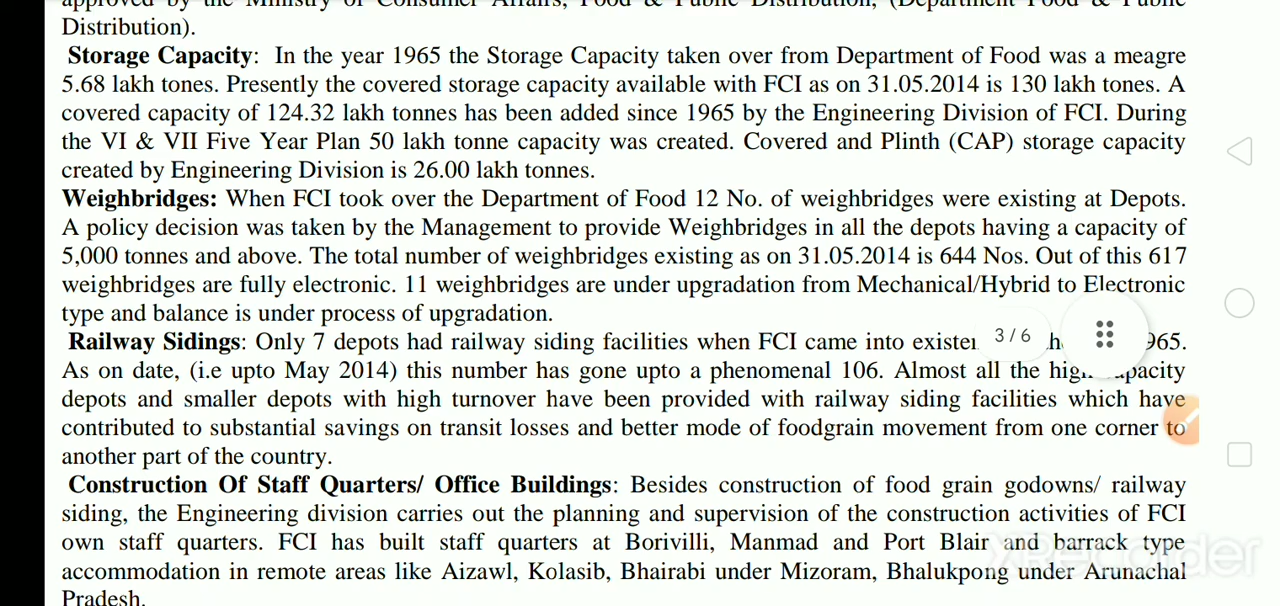 approved by the Ministry of Consumer Affairs, Food & Public Distribution, (Department Food & Public
Distribution).
Storage Capacity: In the year 1965 the Storage Capacity taken over from Department of Food was a meagre
5.68 lakh tones. Presently the covered storage capacity available with FCI as on 31.05.2014 is 130 lakh tones. A
covered capacity of 124.32 lakh tonnes has been added since 1965 by the Engineering Division of FCI. During
the VI & VII Five Year Plan 50 lakh tonne capacity was created. Covered and Plinth (CAP) storage capacity
created by Engineering Division is 26.00 lakh tonnes.
Weighbridges: When FCI took over the Department of Food 12 No. of weighbridges were existing at Depots.
A policy decision was taken by the Management to provide Weighbridges in all the depots having a capacity of
5,000 tonnes and above. The total number of weighbridges existing as on 31.05.2014 is 644 Nos. Out of this 617
weighbridges are fully electronic. 11 weighbridges are under upgradation from Mechanical/Hybrid to Electronic
type and balance is under process of upgradation.
Railway Sidings: Only 7 depots had railway siding facilities when FCI came into 3/6 965.
As on date, (i.e upto May 2014) this number has gone upto a phenomenal 106. Almost all the
depots and smaller depots with high turnover have been provided with railway siding facilities which have
contributed to substantial savings on transit losses and better mode of foodgrain movement from one corner to
another part of the country.
Construction Of Staff Quarters/ Office Buildings: Besides construction of food grain godowns/ railway
siding, the Engineering division carries out the planning and supervision of the construction activities of FCI
own staff quarters. FCI has built staff quarters at Borivilli, Manmad and Port Blair and barrack type
accommodation in remote areas like Aizawl, Kolasib, Bhairabi under Mizoram, Bhalukpong under Arunachal
Pradesh.
XRecorder